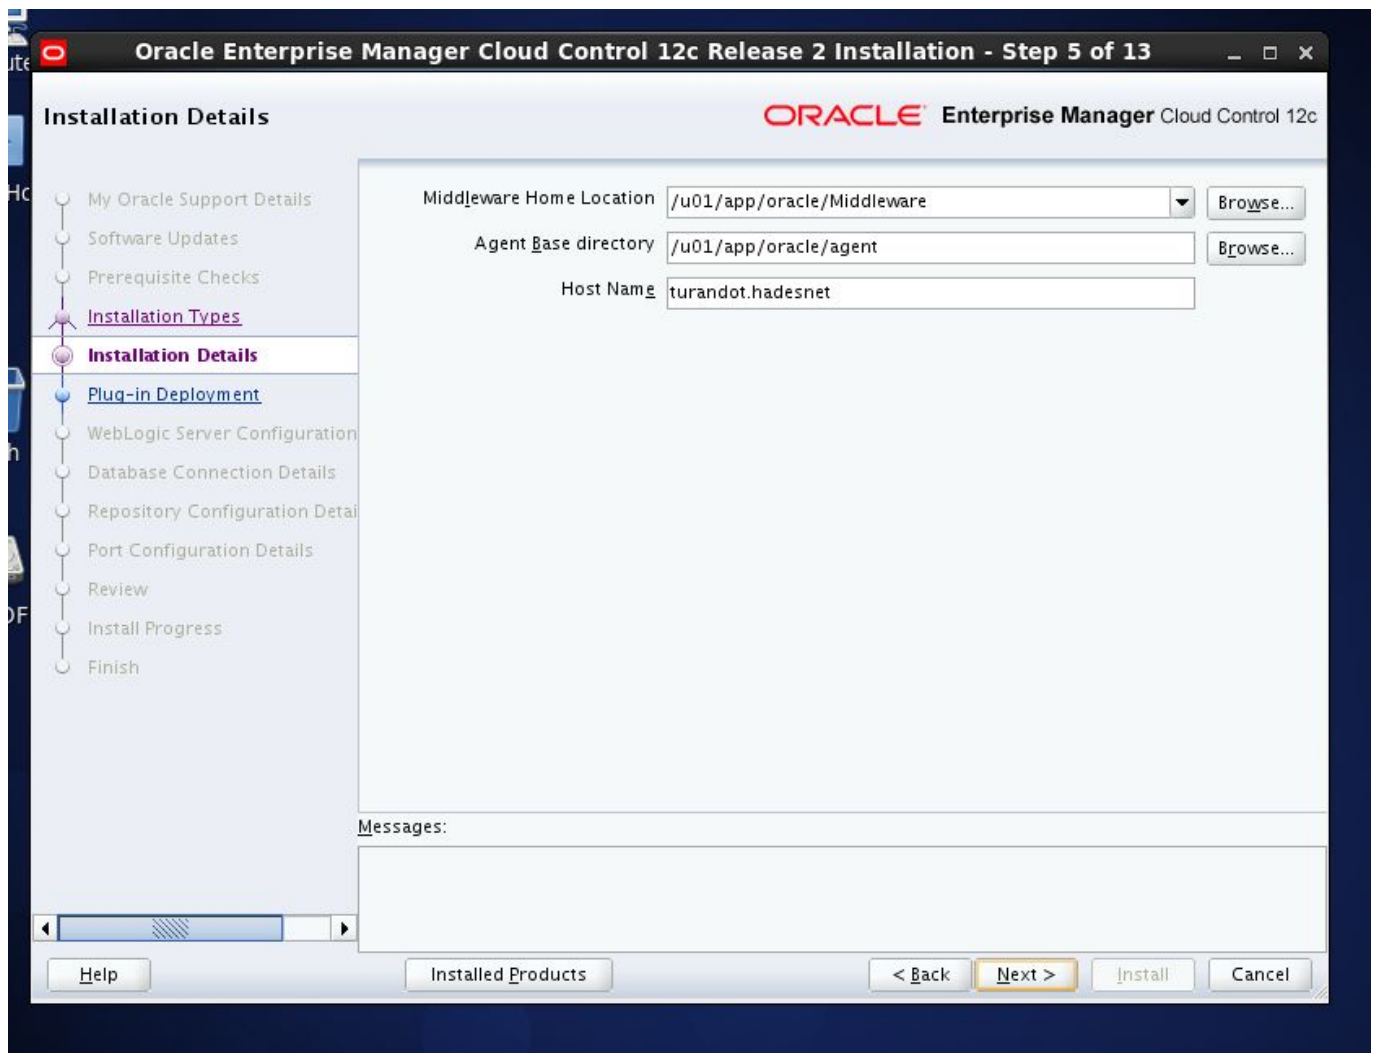 Oracle Enterprise Manager Cloud Control 12c Release 2 Installation - Step 5 of 13
Installation Details
ORACLE Enterprise Manager Cloud Control 12c
My Oracle Support Details
Software Updates
Prerequisite Checks
Installation Types
Installation Details
Plug-in Deployment
WebLogic Server Configuration
Database Connection Details
Repository Configuration Detai
Port Configuration Details
Review
Install Progress
Finish
Middleware Home Location /u01/app/oracle/Middleware Browse...
Agent Base directory /u01/app/oracle/agent Browse...
Host Name turandot.hadesnet
Messages:
Help Installed Products < Back Next > Install Cancel